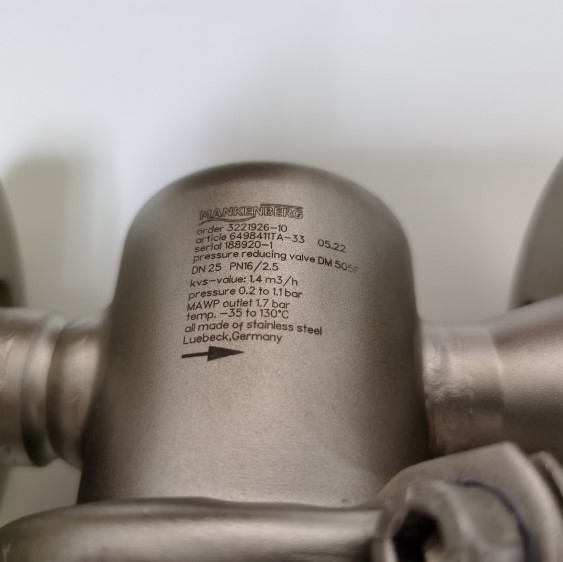 MANKENBERG
order 3221926-10
article 6498411TA-33 05.22
serial 188920-1
pressure reducing valve DM 505F
DN 25 PN16/2.5
kvs-value: 1.4 m3/h
pressure 0.2 to 1.1 bar
MAWP outlet 1.7 bar
temp. -35 to 130°C
all made of stainless steel
Luebeck,Germany